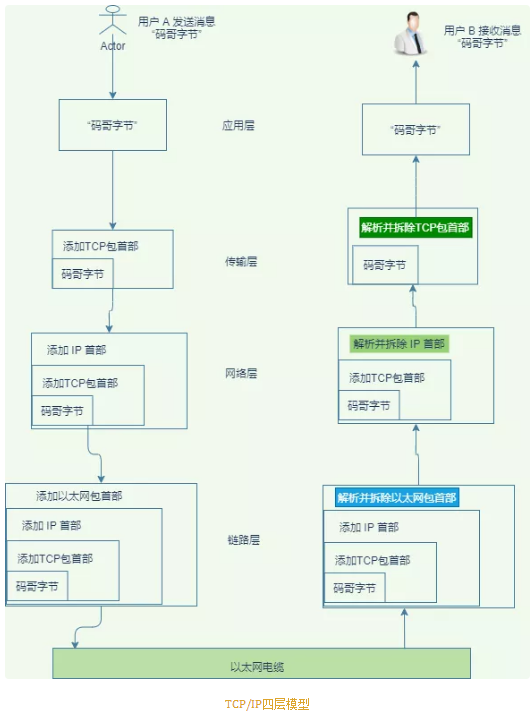 用户 A 发送消息
“码哥字节”
Actor
用户 B 接收消息
“码哥字节”
“码哥字节”
应用层
“码哥字节”
添加TCP包首部
码哥字节
传输层
解析并拆除TCP包首部
码哥字节
添加 IP 首部
添加TCP包首部
码哥字节
网络层
解析并拆除 IP 首部
添加TCP包首部
码哥字节
添加以太网包首部
添加 IP 首部
添加TCP包首部
码哥字节
链路层
解析并拆除以太网包首部
添加 IP 首部
添加TCP包首部
码哥字节
以太网电缆
TCP/IP四层模型